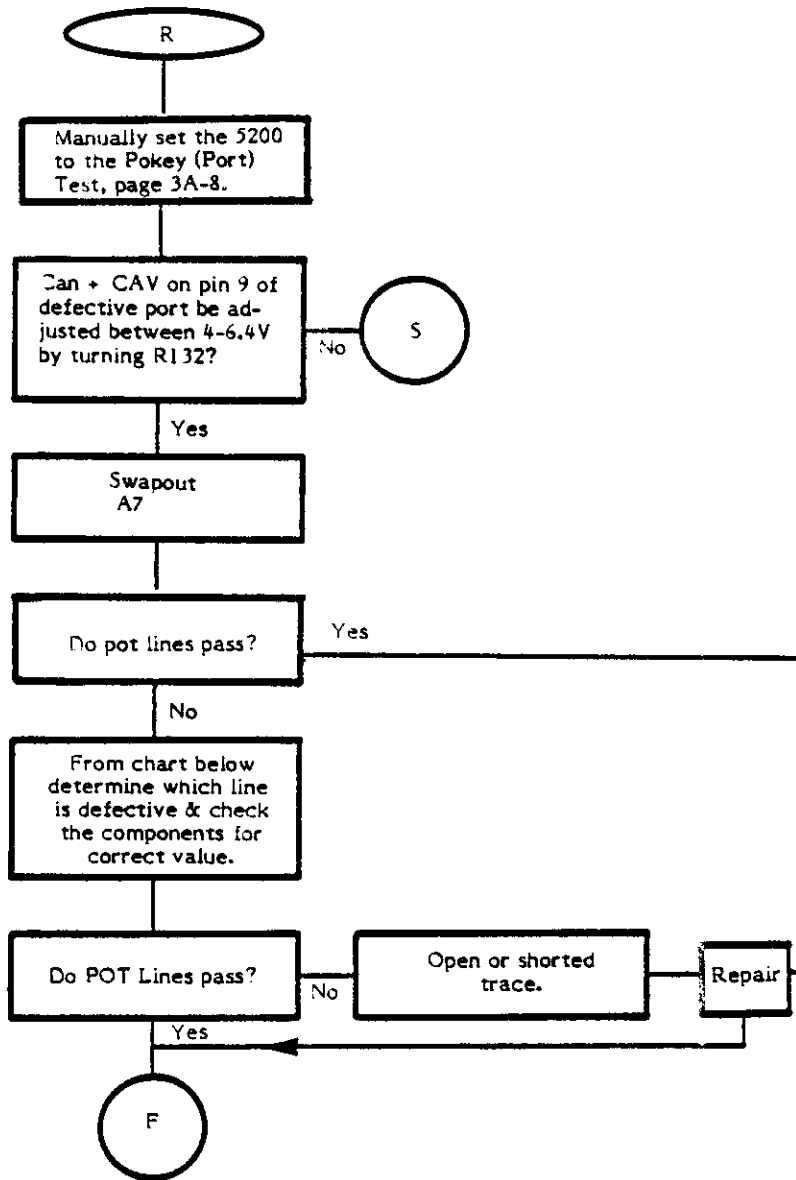 R
Manually set the 5200
to the Pokey (Port)
Test, page 3A-8.
Can + CAV on pin 9 of
defective port be ad-
justed between 4-6.4V
by turning R132?
No
S
Yes
Swapout
A7
Do pot lines pass?
Yes
No
From chart below
determine which line
is defective & check
the components for
correct value.
Do POT Lines pass?
No
Open or shorted
trace.
Repair
Yes
F